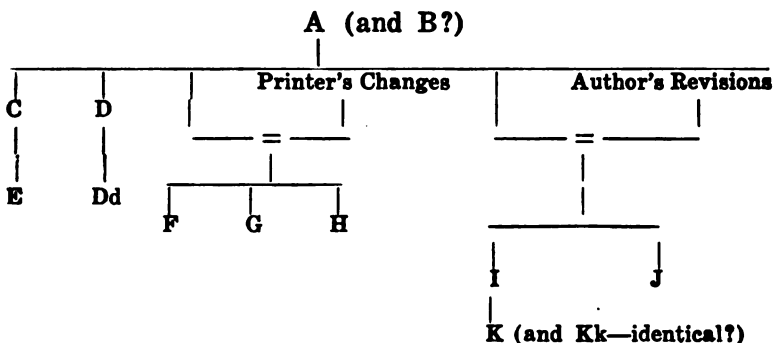 A (and B?)
Printer's Changes Author's Revisions
C D
= =
E Dd
F G H
I J
K (and Kk—identical?)